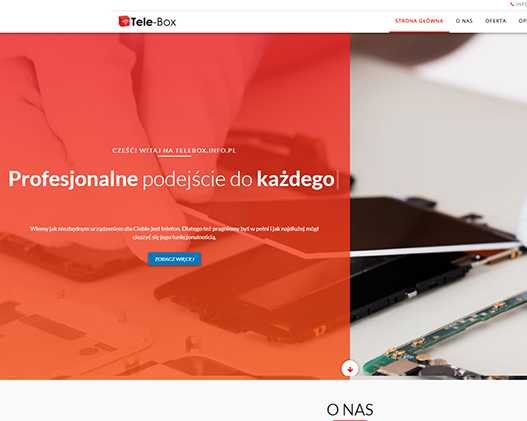 INFO
Tele-Box
STRONA GŁÓWNA O NAS OFERTA
CZEŚĆ! WITAJ NA TELEBOX.INFO.PL
Profesjonalne podejście do każdego
Wiemy jak niezbędnym urządzeniem dla Ciebie jest telefon. Dlatego też pragniemy byś w pełni i jak najdłużej mógł
cieszyć się jego funkcjonalnością.
ZOBACZ WIĘCEJ
O NAS